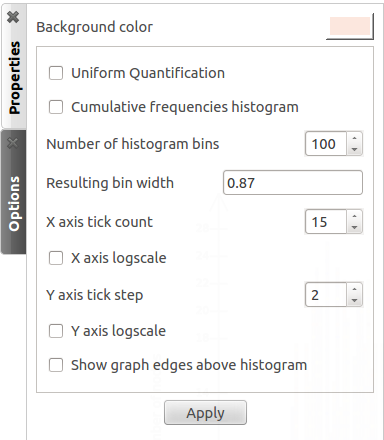 Background color
Properties
Options
Uniform Quantification
Cumulative frequencies histogram
Number of histogram bins 100
Resulting bin width 0.87
X axis tick count 15
X axis logscale
Y axis tick step 2
Y axis logscale
Show graph edges above histogram
Apply